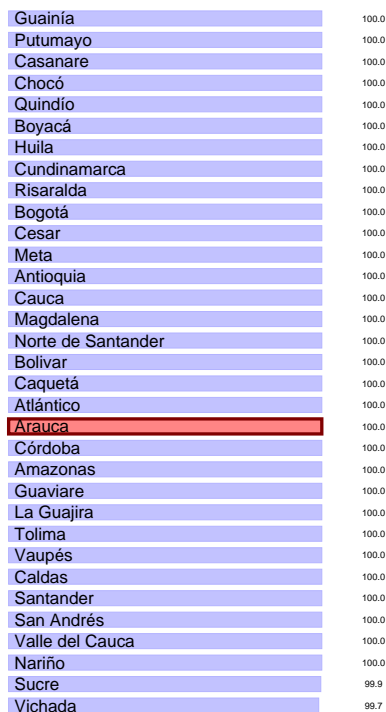 Guainía 100.0
Putumayo 100.0
Casanare 100.0
Chocó 100.0
Quindío 100.0
Boyacá 100.0
Huila 100.0
Cundinamarca 100.0
Risaralda 100.0
Bogotá 100.0
Cesar 100.0
Meta 100.0
Antioquia 100.0
Cauca 100.0
Magdalena 100.0
Norte de Santander 100.0
Bolivar 100.0
Caquetá 100.0
Atlántico 100.0
Arauca 100.0
Córdoba 100.0
Amazonas 100.0
Guaviare 100.0
La Guajira 100.0
Tolima 100.0
Vaupés 100.0
Caldas 100.0
Santander 100.0
San Andrés 100.0
Valle del Cauca 100.0
Nariño 100.0
Sucre 99.9
Vichada 99.7